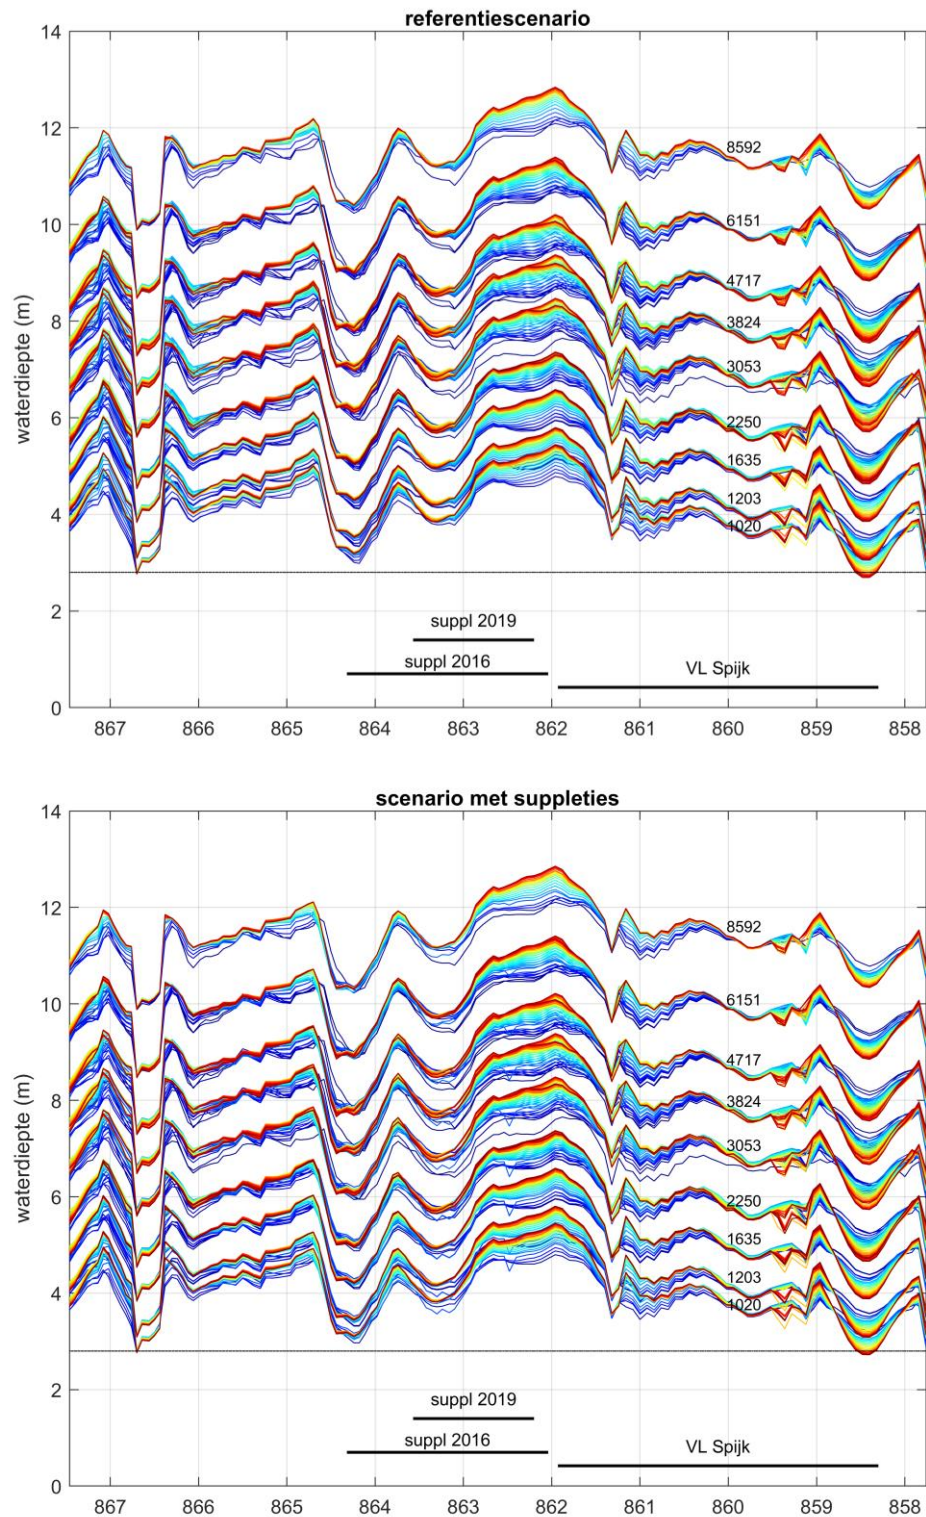 referentiescenario
14
12
10
8
6
4
2
0
waterdiepte (m)
8592
6151
4717
3824
3053
2250
1635
1203
1020
suppl 2019
suppl 2016
VL Spijk
867 866 865 864 863 862 861 860 859 858
scenario met suppleties
14
12
10
8
6
4
2
0
waterdiepte (m)
8592
6151
4717
3824
3053
2250
1635
1203
1020
suppl 2019
suppl 2016
VL Spijk
867 866 865 864 863 862 861 860 859 858